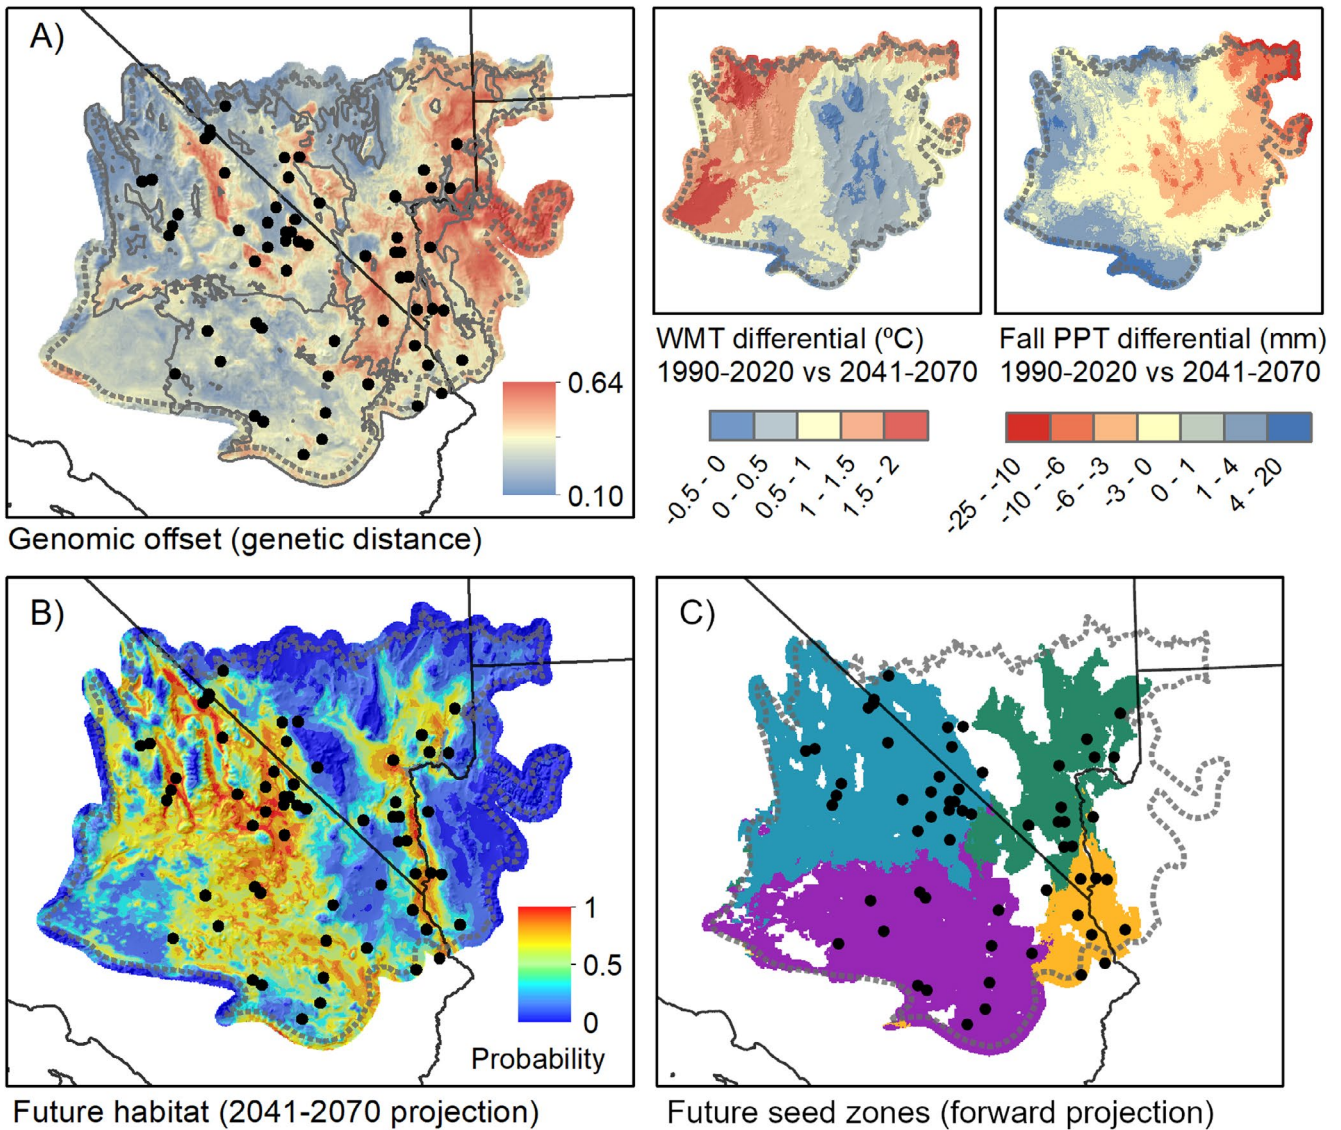 A)
0.64
0.10
Genomic offset (genetic distance)
WMT differential (ºC)
1990-2020 vs 2041-2070
-0.5 - 0
0 - 0.5
0.5 - 1
1 - 1.5
1.5 - 2
Fall PPT differential (mm)
1990-2020 vs 2041-2070
-25 - -10
-10 - -6
-6 - -3
-3 - 0
0 - 1
1 - 4
4 - 20
B)
1
0.5
0
Probability
Future habitat (2041-2070 projection)
C)
Future seed zones (forward projection)